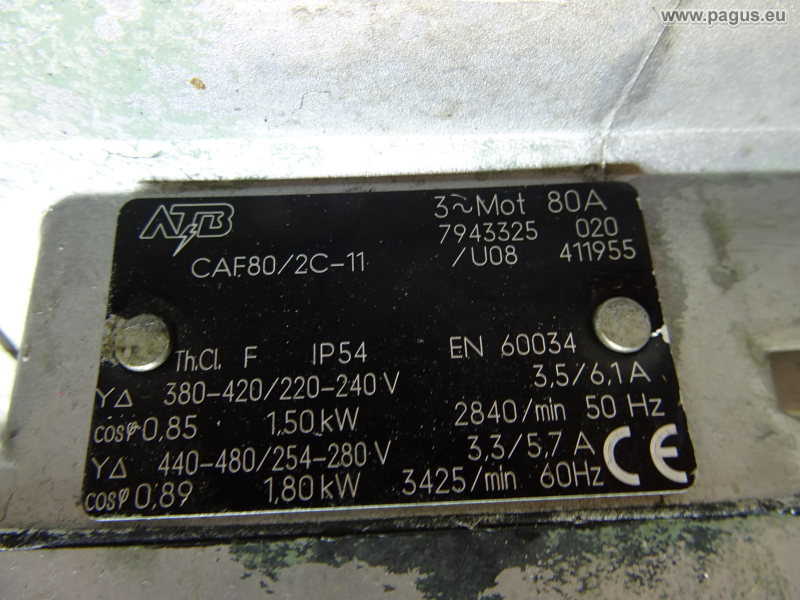 www.pagus.eu
ATB 3~Mot 80A
7943325 020
CAF80/2C-11 /U08 411955
Th.Cl. F IP54 EN 60034
Y△ 380-420/220-240 V 3,5/6,1 A
cosφ 0,85 1,50 kW 2840/min 50 Hz
Y△ 440-480/254-280 V 3,3/5,7 A
cosφ 0,89 1,80 kW 3425/min 60Hz CE